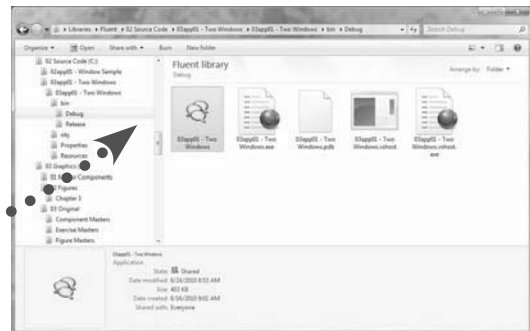 Libraries ▸ Fluent ▸ 02 Source Code ▸ 03app01 - Two Windows ▸ 03app01 - Two Windows ▸ bin ▸ Debug
Search Debug
Organize Open Share with Burn New folder
02 Source Code (C:)
02app01 - Window Sample
03app01 - Two Windows
03app01 - Two Windows
bin
Debug
Release
obj
Properties
Resources
03 Graphics
01 Components
Figures
Chapter 3
03 Original
Component Masters
Exercise Masters
Figure Masters
Fluent library
Debug
Arrange by: Folder
03app01 - Two Windows
03app01 - Two Windows.exe
03app01 - Two Windows.pdb
03app01 - Two Windows.vshost
03app01 - Two Windows.vshost.exe
03app01 - Two Windows
Application
State: Shared
Date modified: 8/24/2010 8:53 AM
Size: 403 KB
Date created: 8/16/2010 9:01 AM
Shared with: Everyone